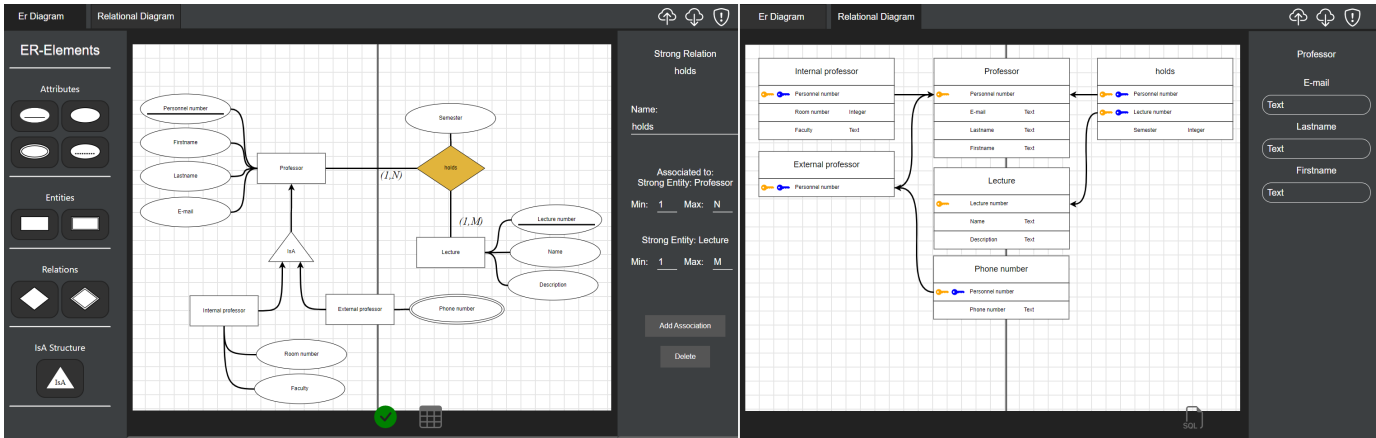 Er Diagram
Relational Diagram
ER-Elements
Attributes
Entities
Relations
IsA Structure
IsA
Personnel number
Firstname
Lastname
E-mail
Professor
Semester
holds
(1,N)
(1,M)
Lecture
Lecture number
Name
Description
IsA
Internal professor
External professor
Phone number
Room number
Faculty
Strong Relation
holds
Name:
holds
Associated to:
Strong Entity: Professor
Min: 1 Max: N
Strong Entity: Lecture
Min: 1 Max: M
Add Association
Delete
Er Diagram
Relational Diagram
Internal professor
Personnel number
Room number Integer
Faculty Text
External professor
Personnel number
Professor
Personnel number
E-mail Text
Lastname Text
Firstname Text
Lecture
Lecture number
Name Text
Description Text
Phone number
Personnel number
Phone number Text
holds
Personnel number
Lecture number
Semester Integer
SQL
Professor
E-mail
Text
Lastname
Text
Firstname
Text